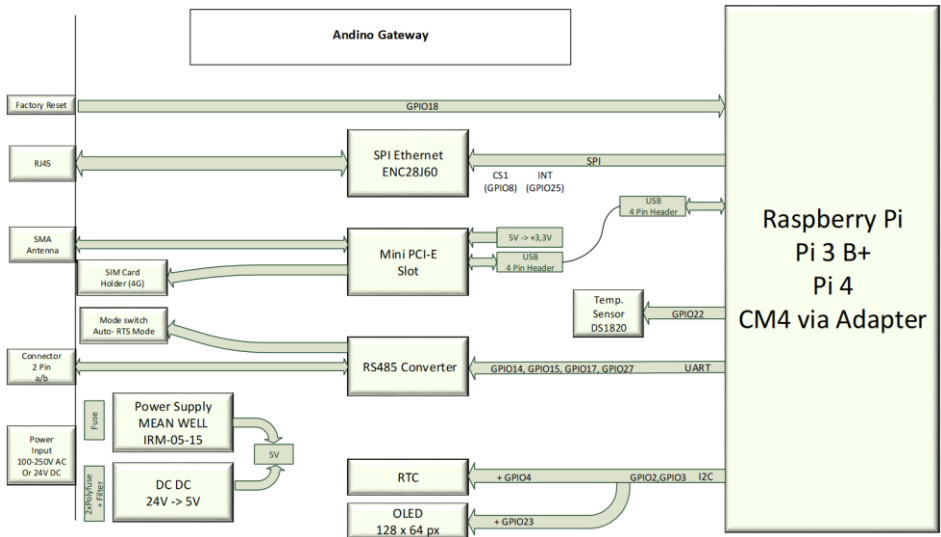 Andino Gateway
Factory Reset
GPIO18
RJ45
SPI Ethernet
ENC28J60
SPI
CS1
(GPIO8)
INT
(GPIO25)
USB
4 Pin Header
SMA
Antenna
Mini PCI-E
Slot
5V -> +3,3V
USB
4 Pin Header
SIM Card
Holder (4G)
Raspberry Pi
Pi 3 B+
Pi 4
CM4 via Adapter
Temp.
Sensor
DS1820
GPIO22
Mode switch
Auto- RTS Mode
Connector
2 Pin
a/b
RS485 Converter
GPIO14, GPIO15, GPIO17, GPIO27
UART
Power
Input
100-250V AC
Or 24V DC
Fuse
Power Supply
MEAN WELL
IRM-05-15
5V
2xPolyfuse
+ Filter
DC DC
24V -> 5V
RTC
+ GPIO4
GPIO2,GPIO3
I2C
OLED
128 x 64 px
+ GPIO23